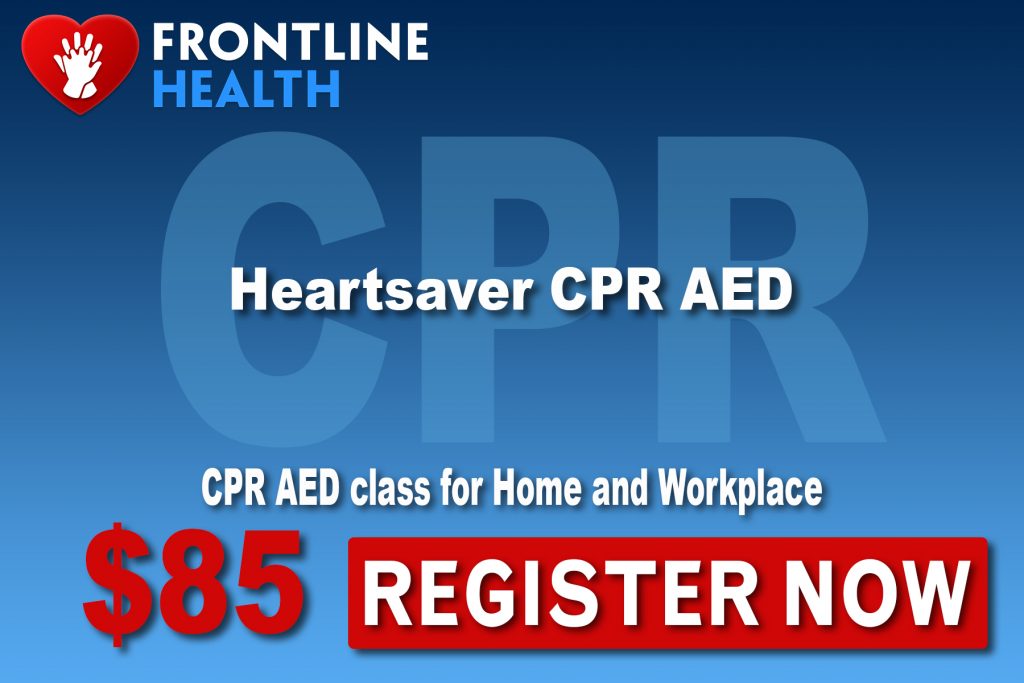 FRONTLINE
HEALTH
CPR
Heartsaver CPR AED
CPR AED class for Home and Workplace
$85
REGISTER NOW